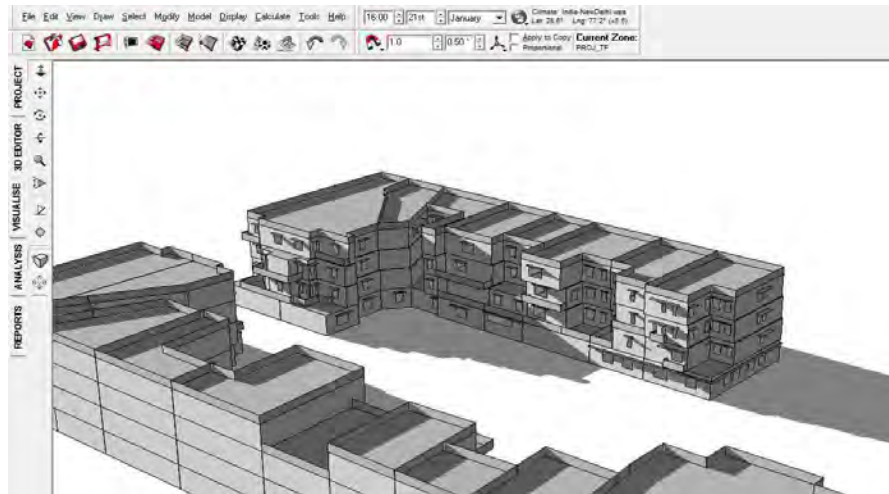 File Edit View Draw Select Modify Model Display Calculate Tools Help 16:00 21st January Climate: India-NewDelhi.wea
Lat: 28.6° Lng: 77.2° (+5.5)
1.0 0.50 Apply to Copy Current Zone:
Proportional PROJ_TF
PROJECT
3D EDITOR
VISUALISE
ANALYSIS
REPORTS